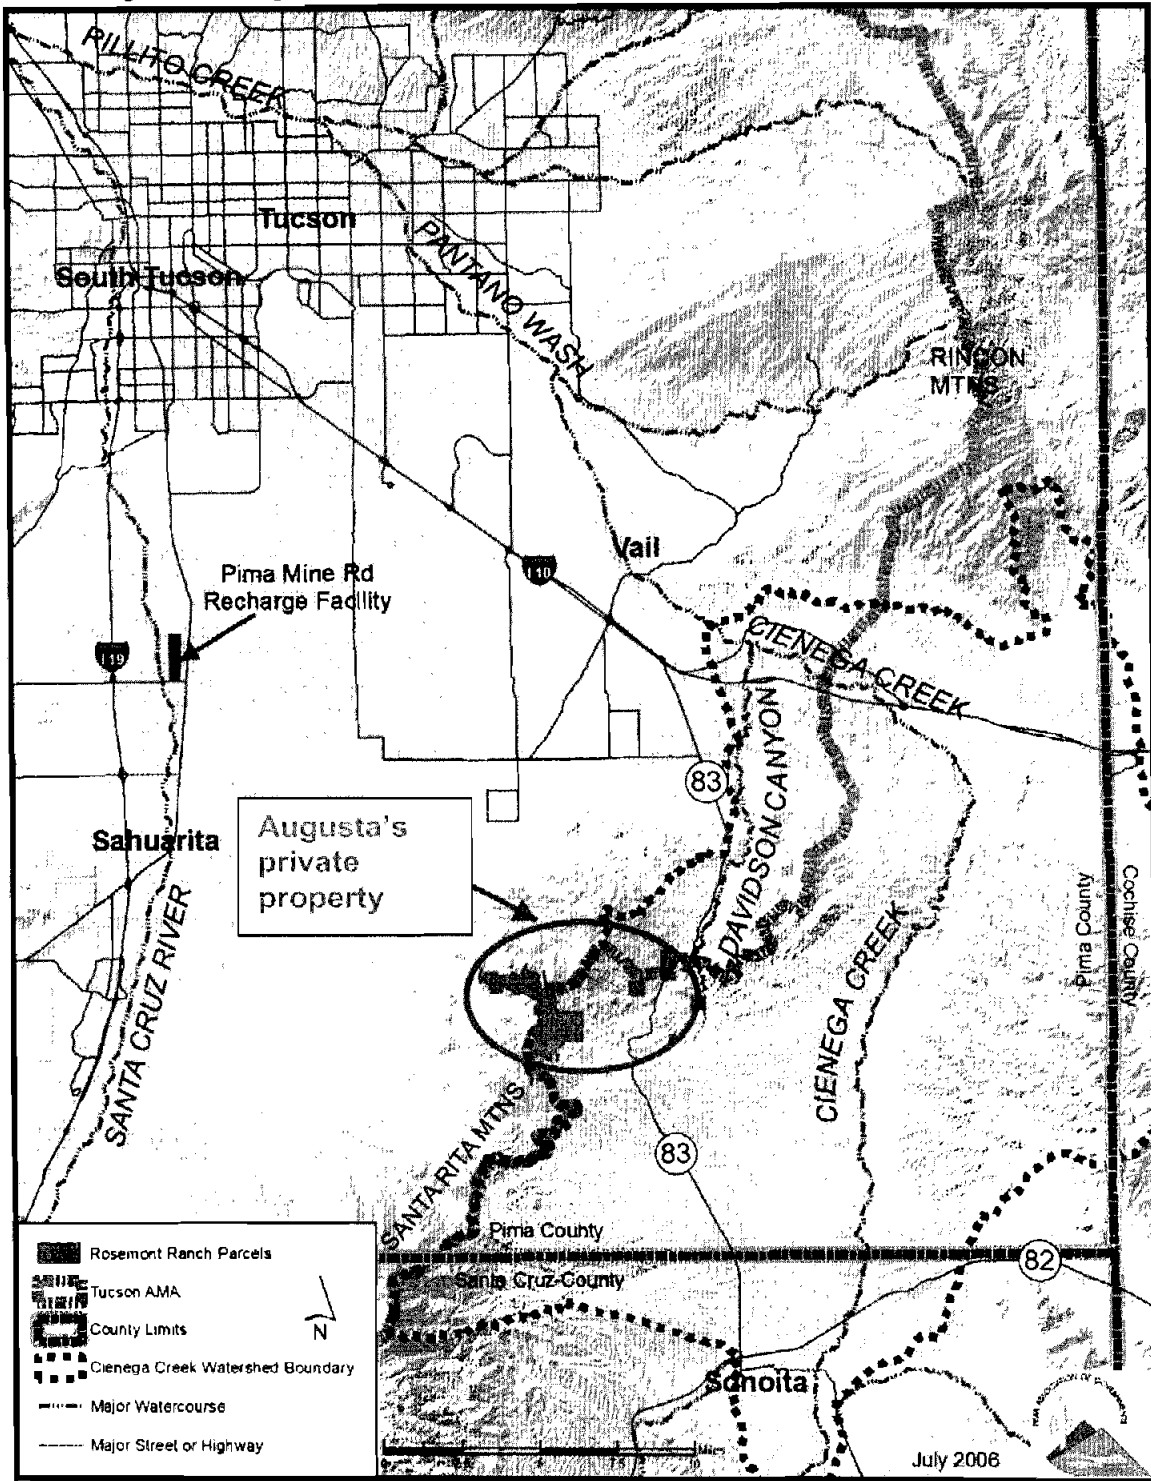 RILLITO CREEK
Tucson
South Tucson
PANTANO WASH
RINCON
MTNS
Vail
Pima Mine Rd
Recharge Facility
I 10
I 19
CIENEGA CREEK
83
DAVIDSON CANYON
Augusta's
private
property
Sahuarita
SANTA CRUZ RIVER
CIENEGA CREEK
Pima County
Cochise County
SANTA RITA MTNS
83
Pima County
Santa Cruz County
82
Sonoita
Rosemont Ranch Parcels
Tucson AMA
County Limits
Cienega Creek Watershed Boundary
Major Watercourse
Major Street or Highway
N
Miles
July 2006